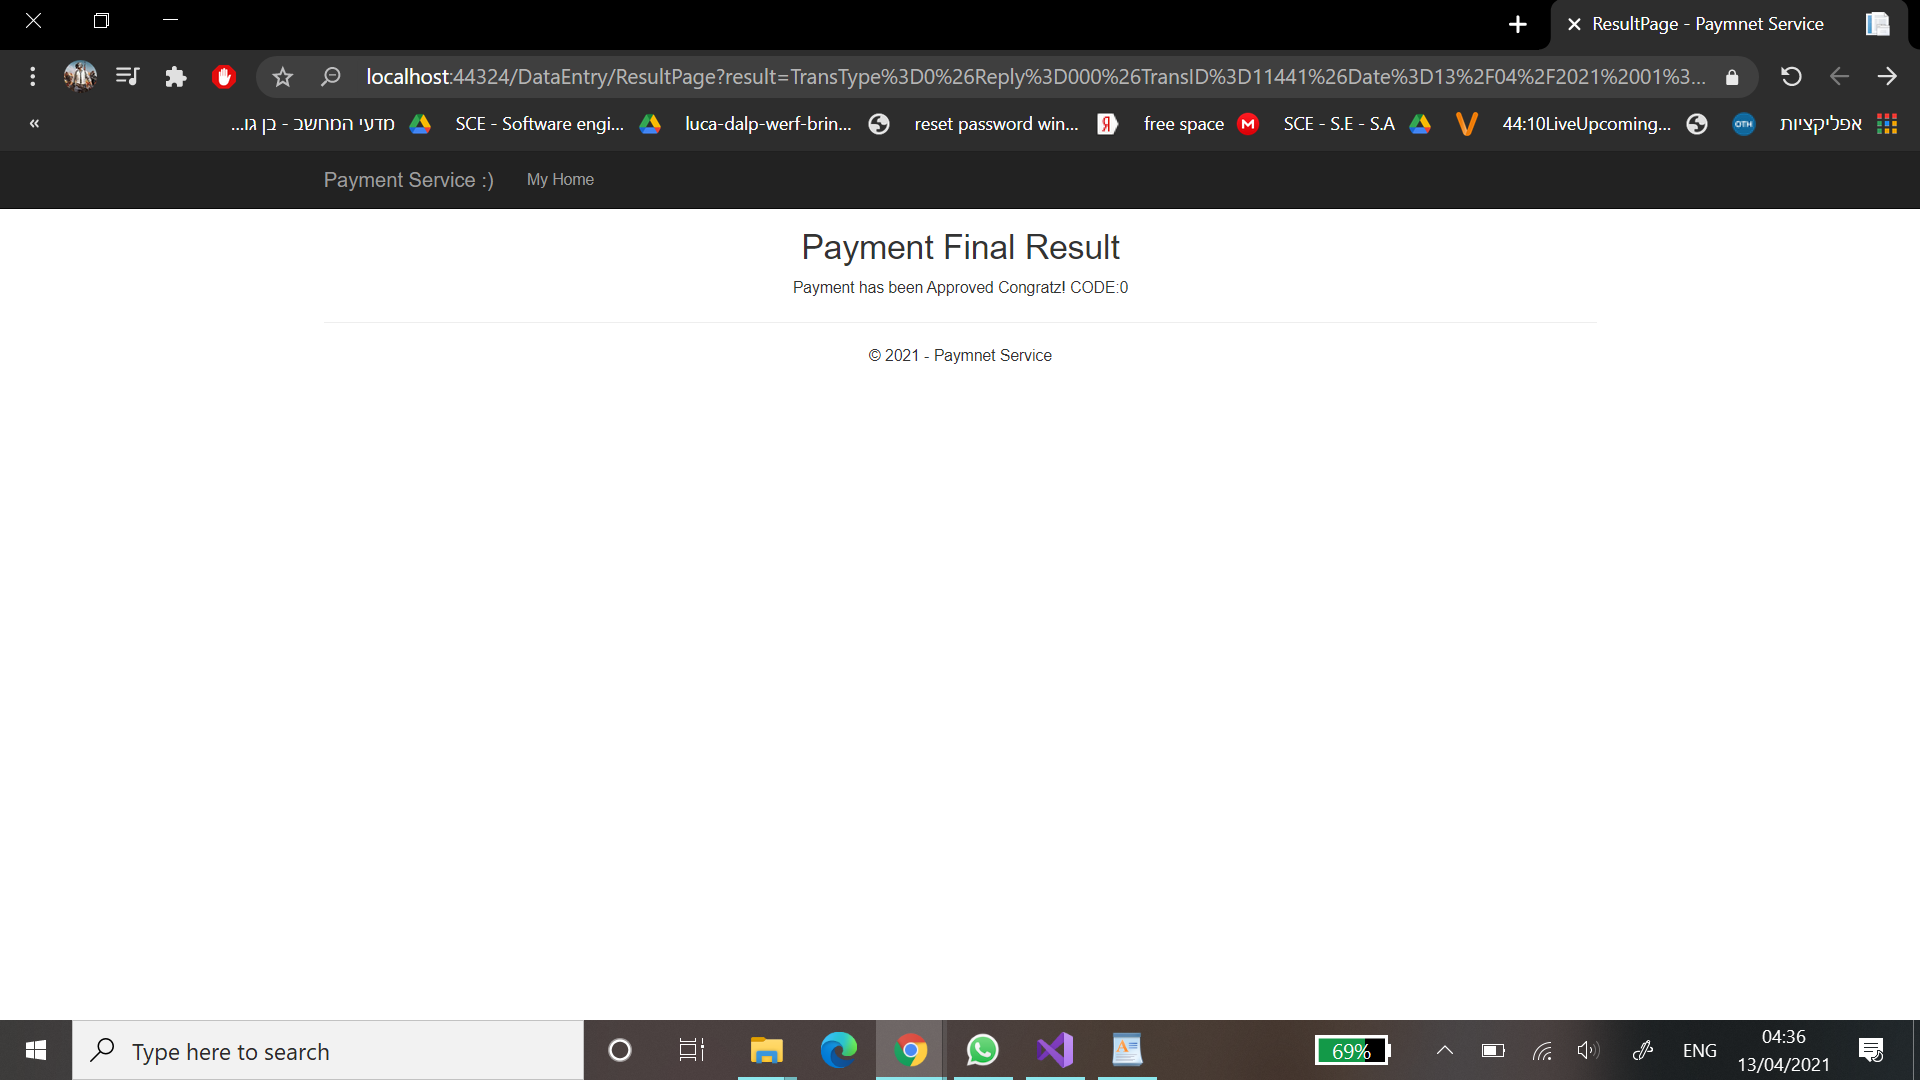 ResultPage - Paymnet Service
localhost:44324/DataEntry/ResultPage?result=TransType%3D0%26Reply%3D000%26TransID%3D11441%26Date%3D13%2F04%2F2021%2001%3...
אפליקציות
44:10LiveUpcoming...
SCE - S.E - S.A
free space
reset password win...
luca-dalp-werf-brin...
SCE - Software engi...
מדעי המחשב - בן גו...
»
Payment Service :) My Home
Payment Final Result
Payment has been Approved Congratz! CODE:0
© 2021 - Paymnet Service
Type here to search
69%
ENG
04:36
13/04/2021